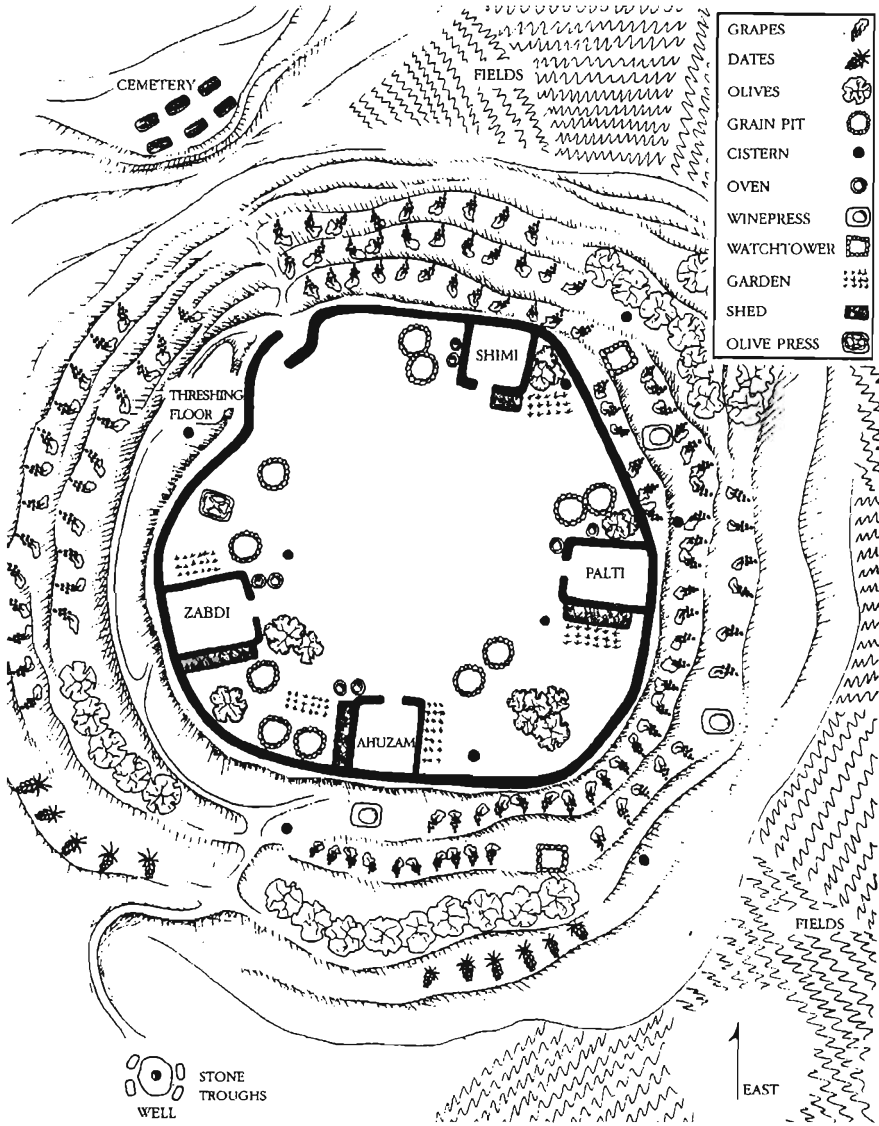 CEMETERY
FIELDS
GRAPES
DATES
OLIVES
GRAIN PIT
CISTERN
OVEN
WINEPRESS
WATCHTOWER
GARDEN
SHED
OLIVE PRESS
SHIMI
THRESHING
FLOOR
PALTI
ZABDI
AHUZAM
FIELDS
STONE
TROUGHS
WELL
EAST